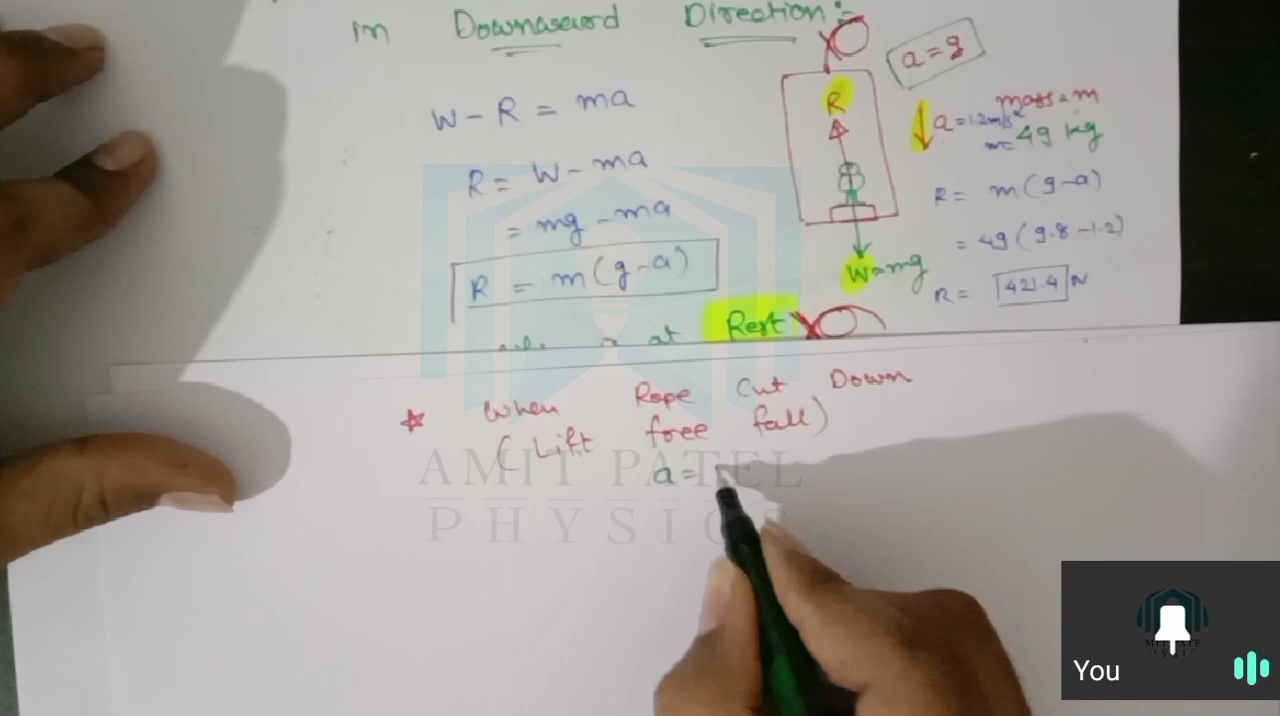 in Downward Direction:-
a = g
W - R = ma
R = W - ma
= mg - ma
R = m(g-a)
R
W=mg
mass = m
a = 1.2 m/s²
m= 49 kg
R = m(g-a)
= 49 (9.8 - 1.2)
R = 421.4 N
at Rest
When Rope Cut Down
(Lift free fall)
a =
AMIT PATEL
PHYSICS
You